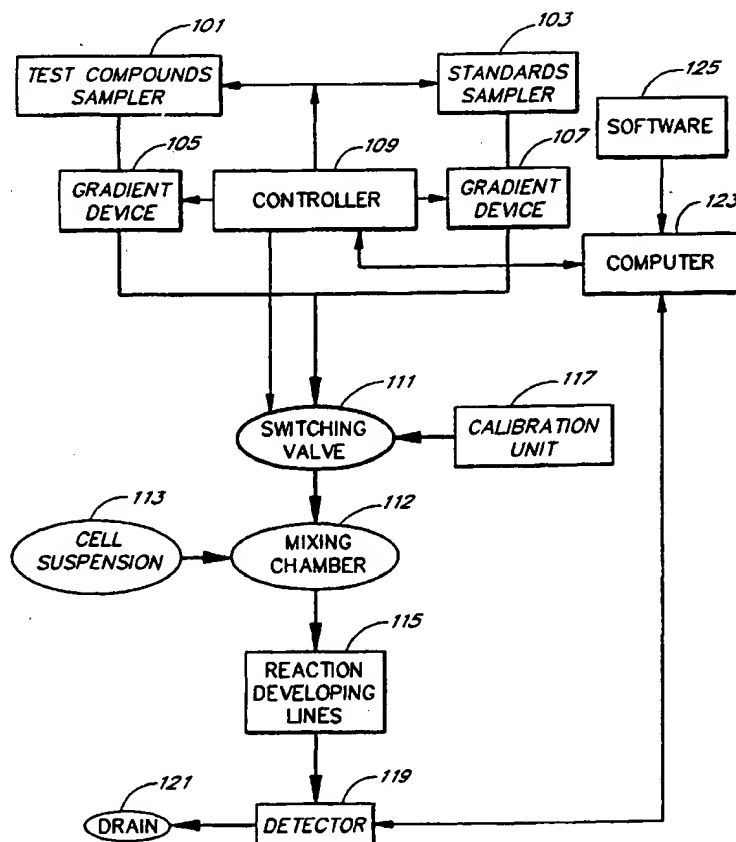 101
103
TEST COMPOUNDS
SAMPLER
STANDARDS
SAMPLER
125
SOFTWARE
105
109
107
GRADIENT
DEVICE
CONTROLLER
GRADIENT
DEVICE
123
COMPUTER
111
117
SWITCHING
VALVE
CALIBRATION
UNIT
113
112
CELL
SUSPENSION
MIXING
CHAMBER
115
REACTION
DEVELOPING
LINES
121
119
DRAIN
DETECTOR